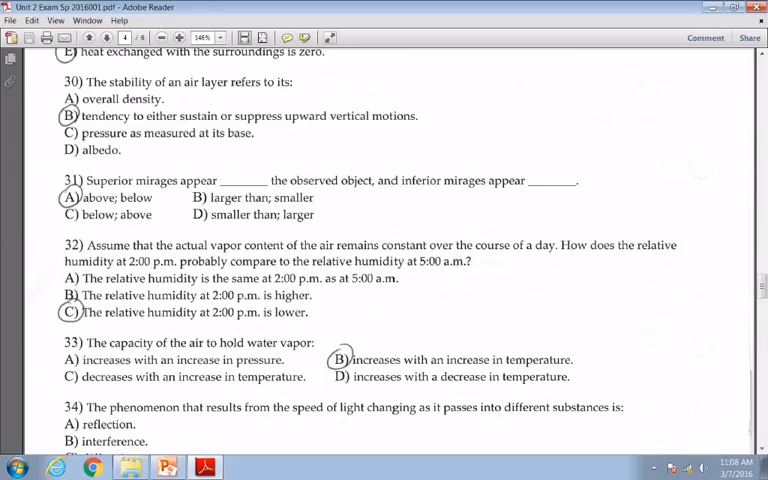 Unit 2 Exam Sp 2016001.pdf - Adobe Reader
File Edit View Window Help
4 / 6 146% Comment Share
E) heat exchanged with the surroundings is zero.
30) The stability of an air layer refers to its:
A) overall density.
B) tendency to either sustain or suppress upward vertical motions.
C) pressure as measured at its base.
D) albedo.
31) Superior mirages appear ________ the observed object, and inferior mirages appear ________.
A) above; below B) larger than; smaller
C) below; above D) smaller than; larger
32) Assume that the actual vapor content of the air remains constant over the course of a day. How does the relative
humidity at 2:00 p.m. probably compare to the relative humidity at 5:00 a.m.?
A) The relative humidity is the same at 2:00 p.m. as at 5:00 a.m.
B) The relative humidity at 2:00 p.m. is higher.
C) The relative humidity at 2:00 p.m. is lower.
33) The capacity of the air to hold water vapor:
A) increases with an increase in pressure. B) increases with an increase in temperature.
C) decreases with an increase in temperature. D) increases with a decrease in temperature.
34) The phenomenon that results from the speed of light changing as it passes into different substances is:
A) reflection.
B) interference.
11:08 AM
3/7/2016